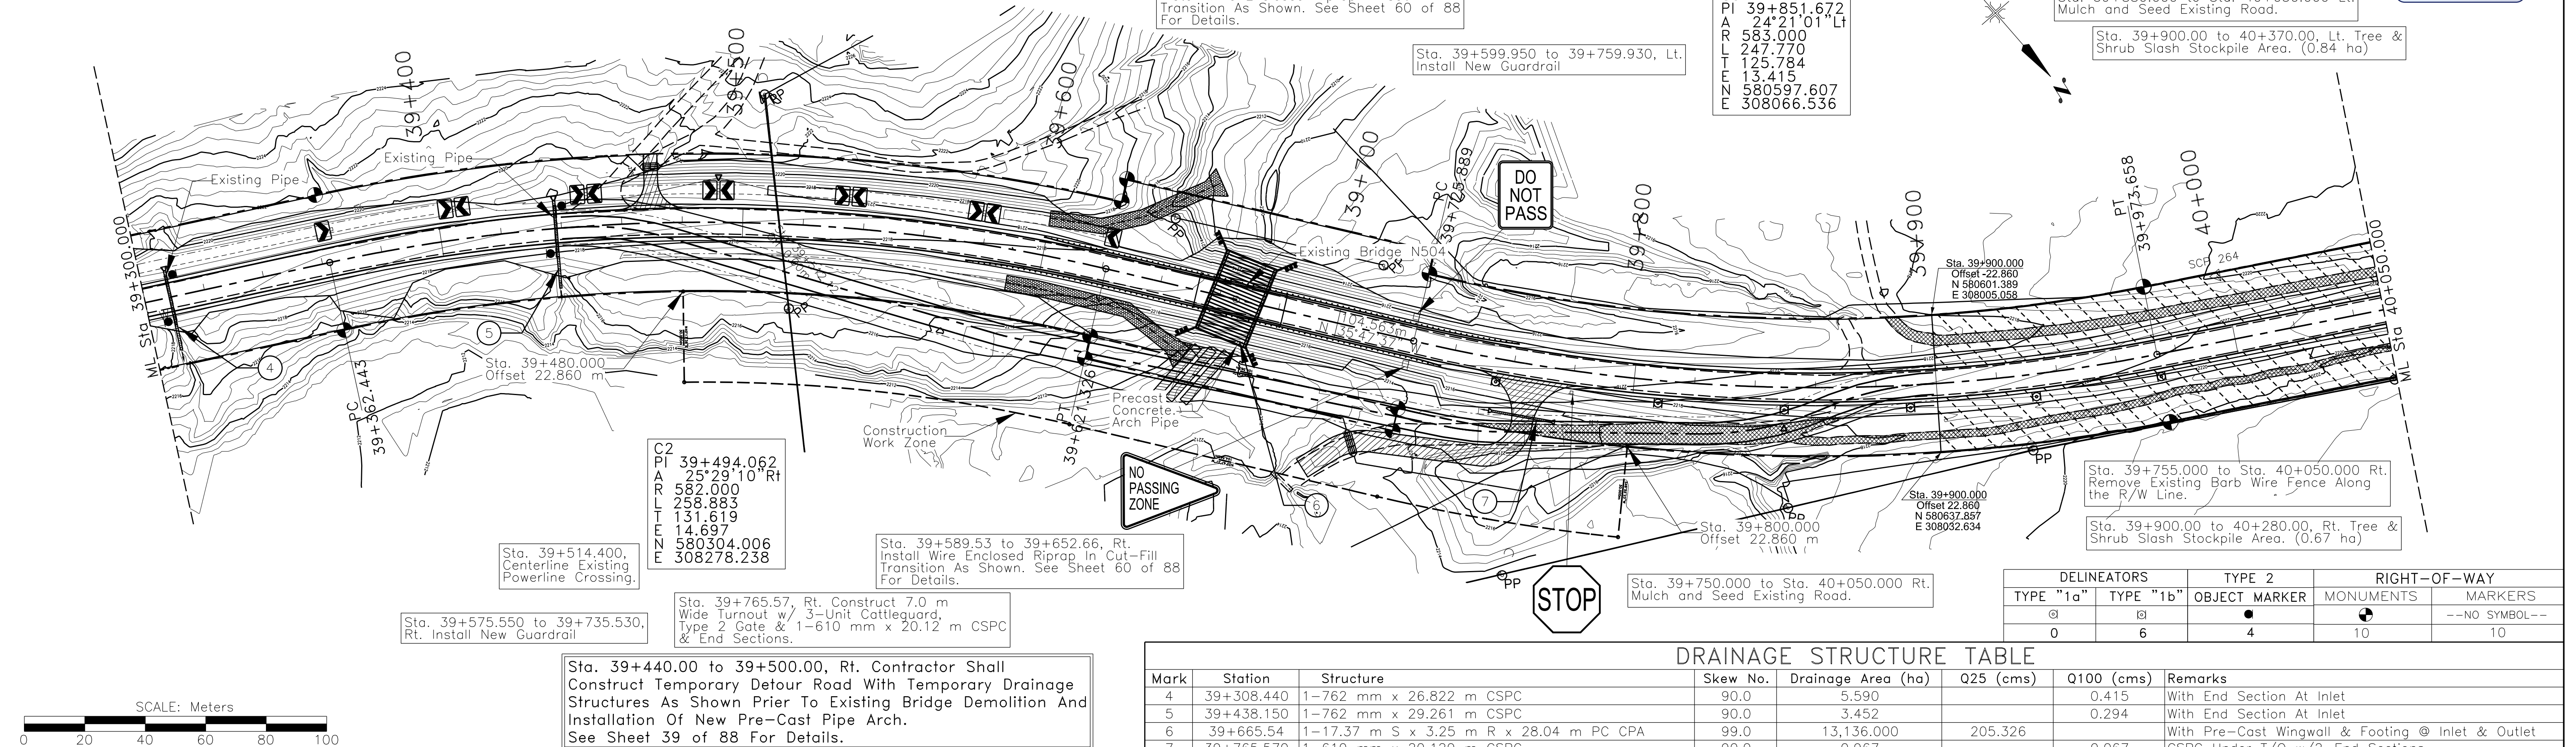 Transition As Shown. See Sheet 60 of 88
For Details.
PI 39+851.672
A 24°21'01"Lt
R 583.000
L 247.770
T 125.784
E 13.415
N 580597.607
E 308066.536
Mulch and Seed Existing Road.
Sta. 39+900.00 to 40+370.00, Lt. Tree &
Shrub Slash Stockpile Area. (0.84 ha)
Sta. 39+599.950 to 39+759.930, Lt.
Install New Guardrail
N
39+400
39+500
39+600
39+700
39+800
39+900
40+000
PP
Existing Pipe
Existing Pipe
ML Sta 39+300.000
RC
39+725.889
DO
NOT
PASS
PT
39+973.658
SCP 264
ML Sta 40+050.000
Existing Bridge N504
104.563m
Sta. 39+900.000
Offset -22.860
N 580601.389
E 308005.058
4
5
PC
39+362.443
Sta. 39+480.000
Offset 22.860 m
PP
PP
PP
PT
39+621.326
Precast
Concrete
Arch Pipe
Construction
Work Zone
NO
PASSING
ZONE
6
7
PP
PP
PP
Sta. 39+800.000
Offset 22.860 m
Sta. 39+900.000
Offset 22.860
N 580637.857
E 308032.634
C2
PI 39+494.062
A 25°29'10"Rt
R 582.000
L 258.883
T 131.619
E 14.697
N 580304.006
E 308278.238
Sta. 39+755.000 to Sta. 40+050.000 Rt.
Remove Existing Barb Wire Fence Along
the R/W Line.
Sta. 39+900.00 to 40+280.00, Rt. Tree &
Shrub Slash Stockpile Area. (0.67 ha)
Sta. 39+514.400,
Centerline Existing
Powerline Crossing.
Sta. 39+589.53 to 39+652.66, Rt.
Install Wire Enclosed Riprap In Cut-Fill
Transition As Shown. See Sheet 60 of 88
For Details.
STOP
Sta. 39+750.000 to Sta. 40+050.000 Rt.
Mulch and Seed Existing Road.
Sta. 39+575.550 to 39+735.530,
Rt. Install New Guardrail
Sta. 39+765.57, Rt. Construct 7.0 m
Wide Turnout w/ 3-Unit Cattleguard,
Type 2 Gate & 1-610 mm x 20.12 m CSPC
& End Sections.
Sta. 39+440.00 to 39+500.00, Rt. Contractor Shall
Construct Temporary Detour Road With Temporary Drainage
Structures As Shown Prior To Existing Bridge Demolition And
Installation Of New Pre-Cast Pipe Arch.
See Sheet 39 of 88 For Details.
SCALE: Meters
0 20 40 60 80 100
DELINEATORS TYPE 2 RIGHT-OF-WAY
TYPE "1a" TYPE "1b" OBJECT MARKER MONUMENTS MARKERS
--NO SYMBOL--
0 6 4 10 10
DRAINAGE STRUCTURE TABLE
Mark Station Structure Skew No. Drainage Area (ha) Q25 (cms) Q100 (cms) Remarks
4 39+308.440 1-762 mm x 26.822 m CSPC 90.0 5.590 0.415 With End Section At Inlet
5 39+438.150 1-762 mm x 29.261 m CSPC 90.0 3.452 0.294 With End Section At Inlet
6 39+665.54 1-17.37 m S x 3.25 m R x 28.04 m PC CPA 99.0 13,136.000 205.326 With Pre-Cast Wingwall & Footing @ Inlet & Outlet